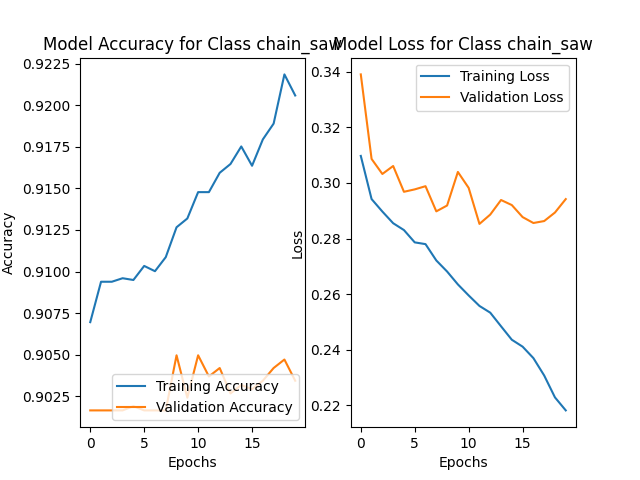 Model Accuracy for Class chain_saw
0.9225
0.9200
0.9175
0.9150
0.9125
0.9100
0.9075
0.9050
0.9025
Accuracy
Training Accuracy
Validation Accuracy
0 5 10 15
Epochs
Model Loss for Class chain_saw
0.34
0.32
0.30
0.28
0.26
0.24
0.22
Loss
Training Loss
Validation Loss
0 5 10 15
Epochs